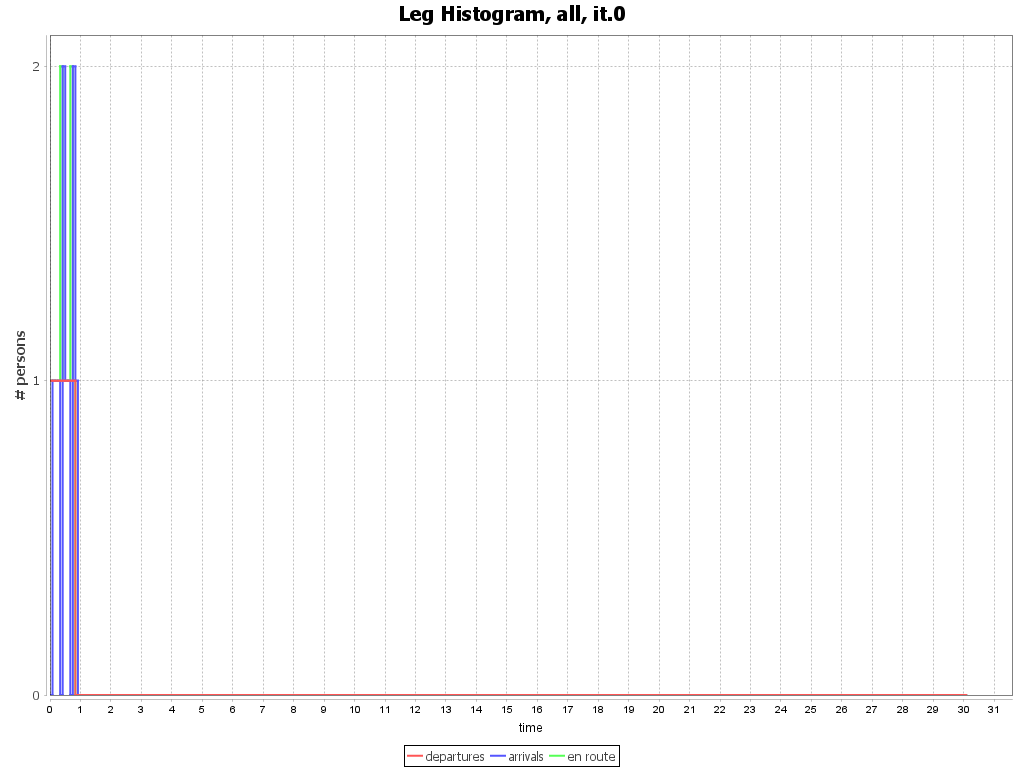 Leg Histogram, all, it.0
# persons
2
1
0
0 1 2 3 4 5 6 7 8 9 10 11 12 13 14 15 16 17 18 19 20 21 22 23 24 25 26 27 28 29 30 31
time
departures arrivals en route